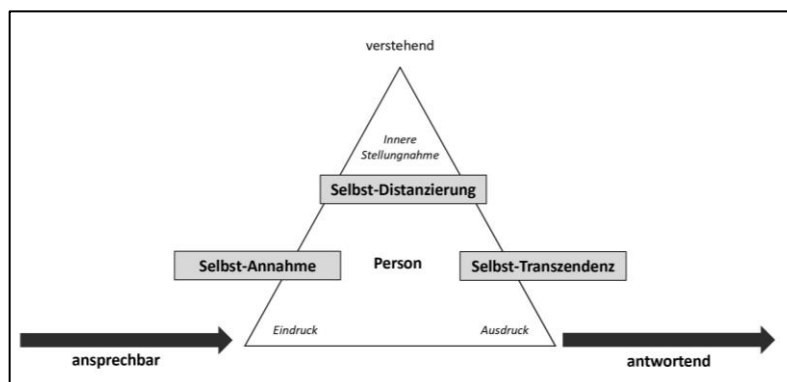 verstehend
Innere
Stellungnahme
Selbst-Distanzierung
Selbst-Annahme
Person
Selbst-Transzendenz
Eindruck
Ausdruck
ansprechbar
antwortend